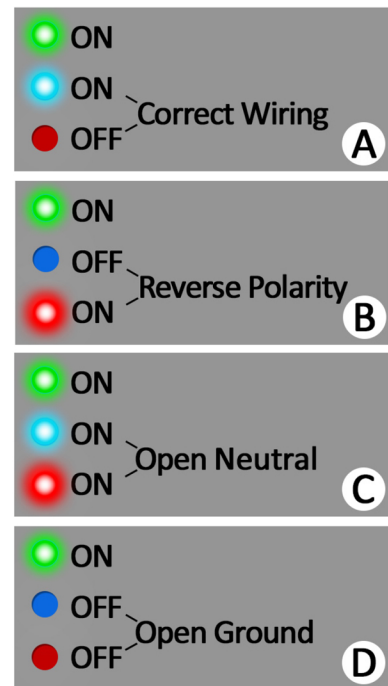 ON
ON
OFF
Correct Wiring
A
ON
OFF
ON
Reverse Polarity
B
ON
ON
ON
Open Neutral
C
ON
OFF
OFF
Open Ground
D